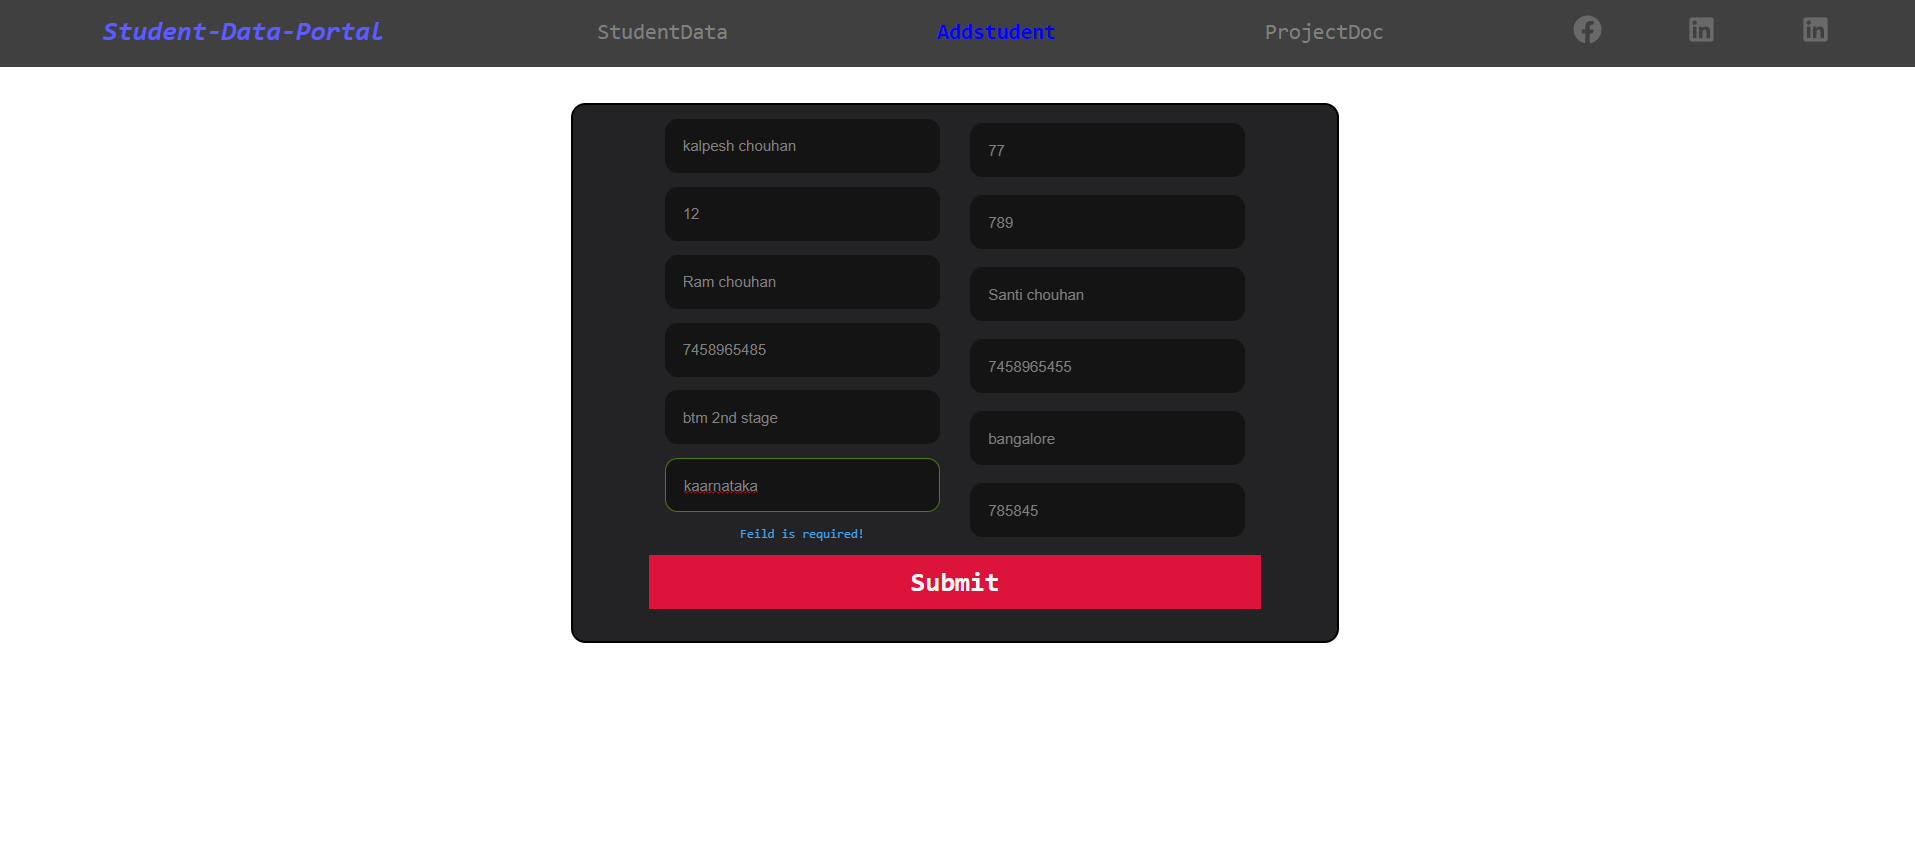 Student-Data-Portal StudentData Addstudent ProjectDoc
kalpesh chouhan
77
12
789
Ram chouhan
Santi chouhan
7458965485
7458965455
btm 2nd stage
bangalore
kaarnataka
785845
Feild is required!
Submit